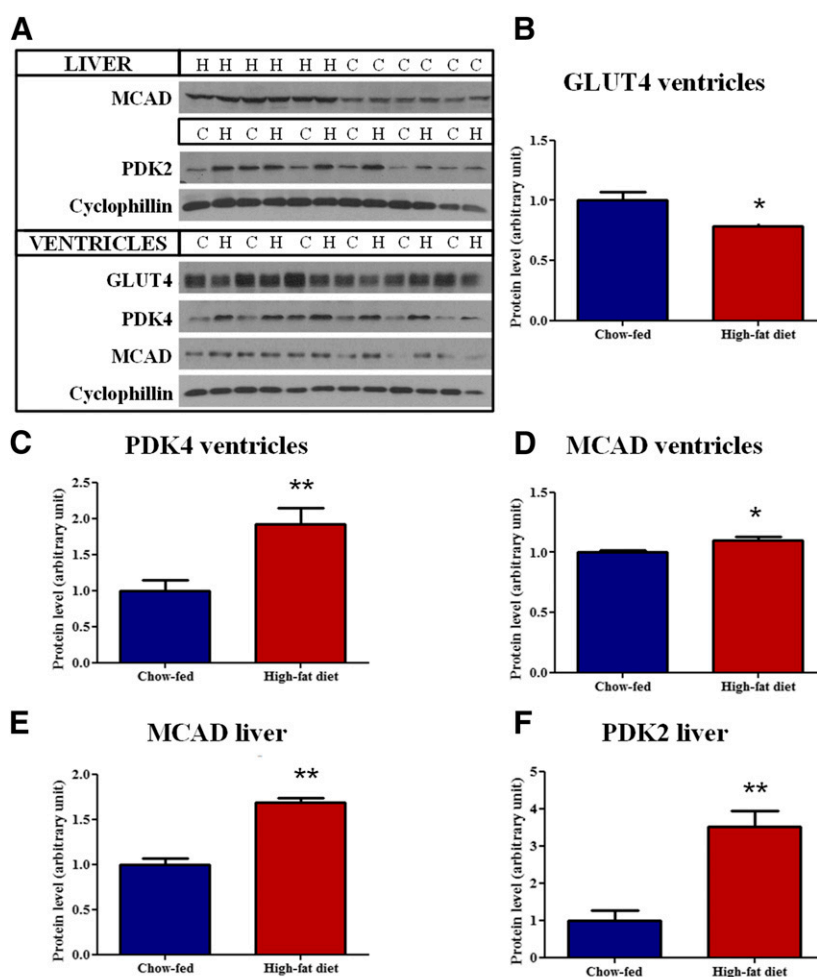 A
LIVER H H H H H H C C C C C C
MCAD
C H C H C H C H C H C H
PDK2
Cyclophillin
VENTRICLES C H C H C H C H C H C H
GLUT4
PDK4
MCAD
Cyclophillin
B
GLUT4 ventricles
Protein level (arbitrary unit)
1.5
1.0
0.5
0.0
*
Chow-fed High-fat diet
C
PDK4 ventricles
Protein level (arbitrary unit)
2.5
2.0
1.5
1.0
0.5
0.0
**
Chow-fed High-fat diet
D
MCAD ventricles
Protein level (arbitrary unit)
1.5
1.0
0.5
0.0
*
Chow-fed High-fat diet
E
MCAD liver
Protein level (arbitrary unit)
2.0
1.5
1.0
0.5
0.0
**
Chow-fed High-fat diet
F
PDK2 liver
Protein level (arbitrary unit)
5
4
3
2
1
0
**
Chow-fed High-fat diet